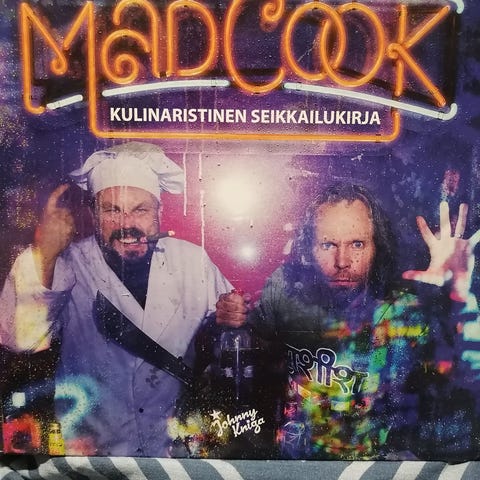 MADCOOK
KULINARISTINEN SEIKKAILUKIRJA
Johnny
Kniga